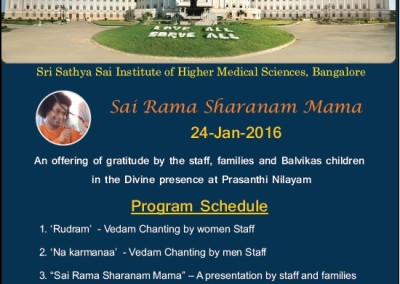 LOVE ALL
SERVE ALL
Sri Sathya Sai Institute of Higher Medical Sciences, Bangalore
Sai Rama Sharanam Mama
24-Jan-2016
An offering of gratitude by the staff, families and Balvikas children
in the Divine presence at Prasanthi Nilayam
Program Schedule
1. ‘Rudram’ - Vedam Chanting by women Staff
2. ‘Na karmanaa’ - Vedam Chanting by men Staff
3. “Sai Rama Sharanam Mama” – A presentation by staff and families